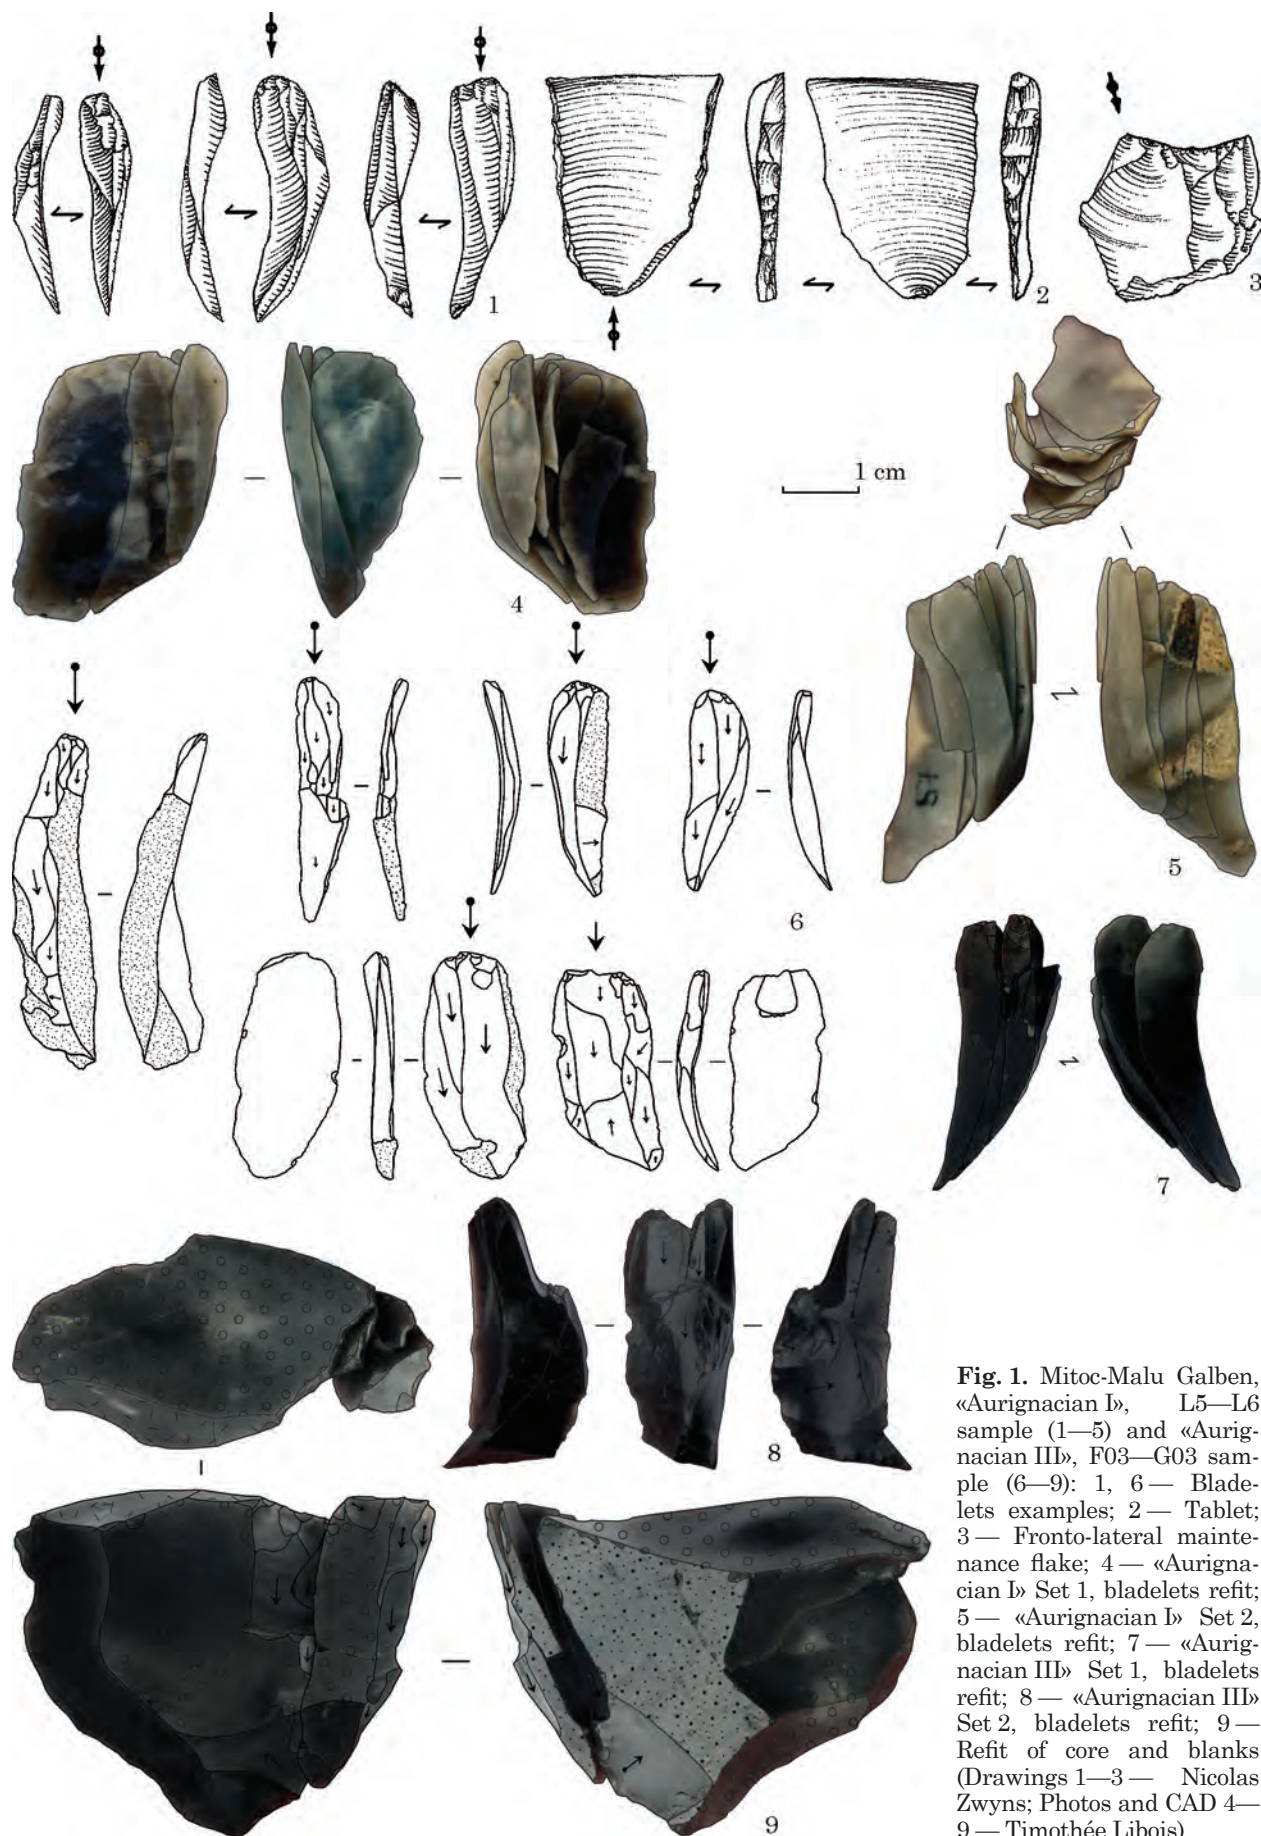 1
2
3
1 cm
4
5
6
7
8
9
Fig. 1. Mitoc-Malu Galben,
«Aurignacian I», L5—L6
sample (1—5) and «Aurig-
nacian III», F03—G03 sam-
ple (6—9): 1, 6 — Blade-
lets examples; 2 — Tablet;
3 — Fronto-lateral mainte-
nance flake; 4 — «Aurigna-
cian I» Set 1, bladelets refit;
5 — «Aurignacian I» Set 2,
bladelets refit; 7 — «Aurig-
nacian III» Set 1, bladelets
refit; 8 — «Aurignacian III»
Set 2, bladelets refit; 9 —
Refit of core and blanks
(Drawings 1—3 — Nicolas
Zwyns; Photos and CAD 4—
9 — Timothée Libois)